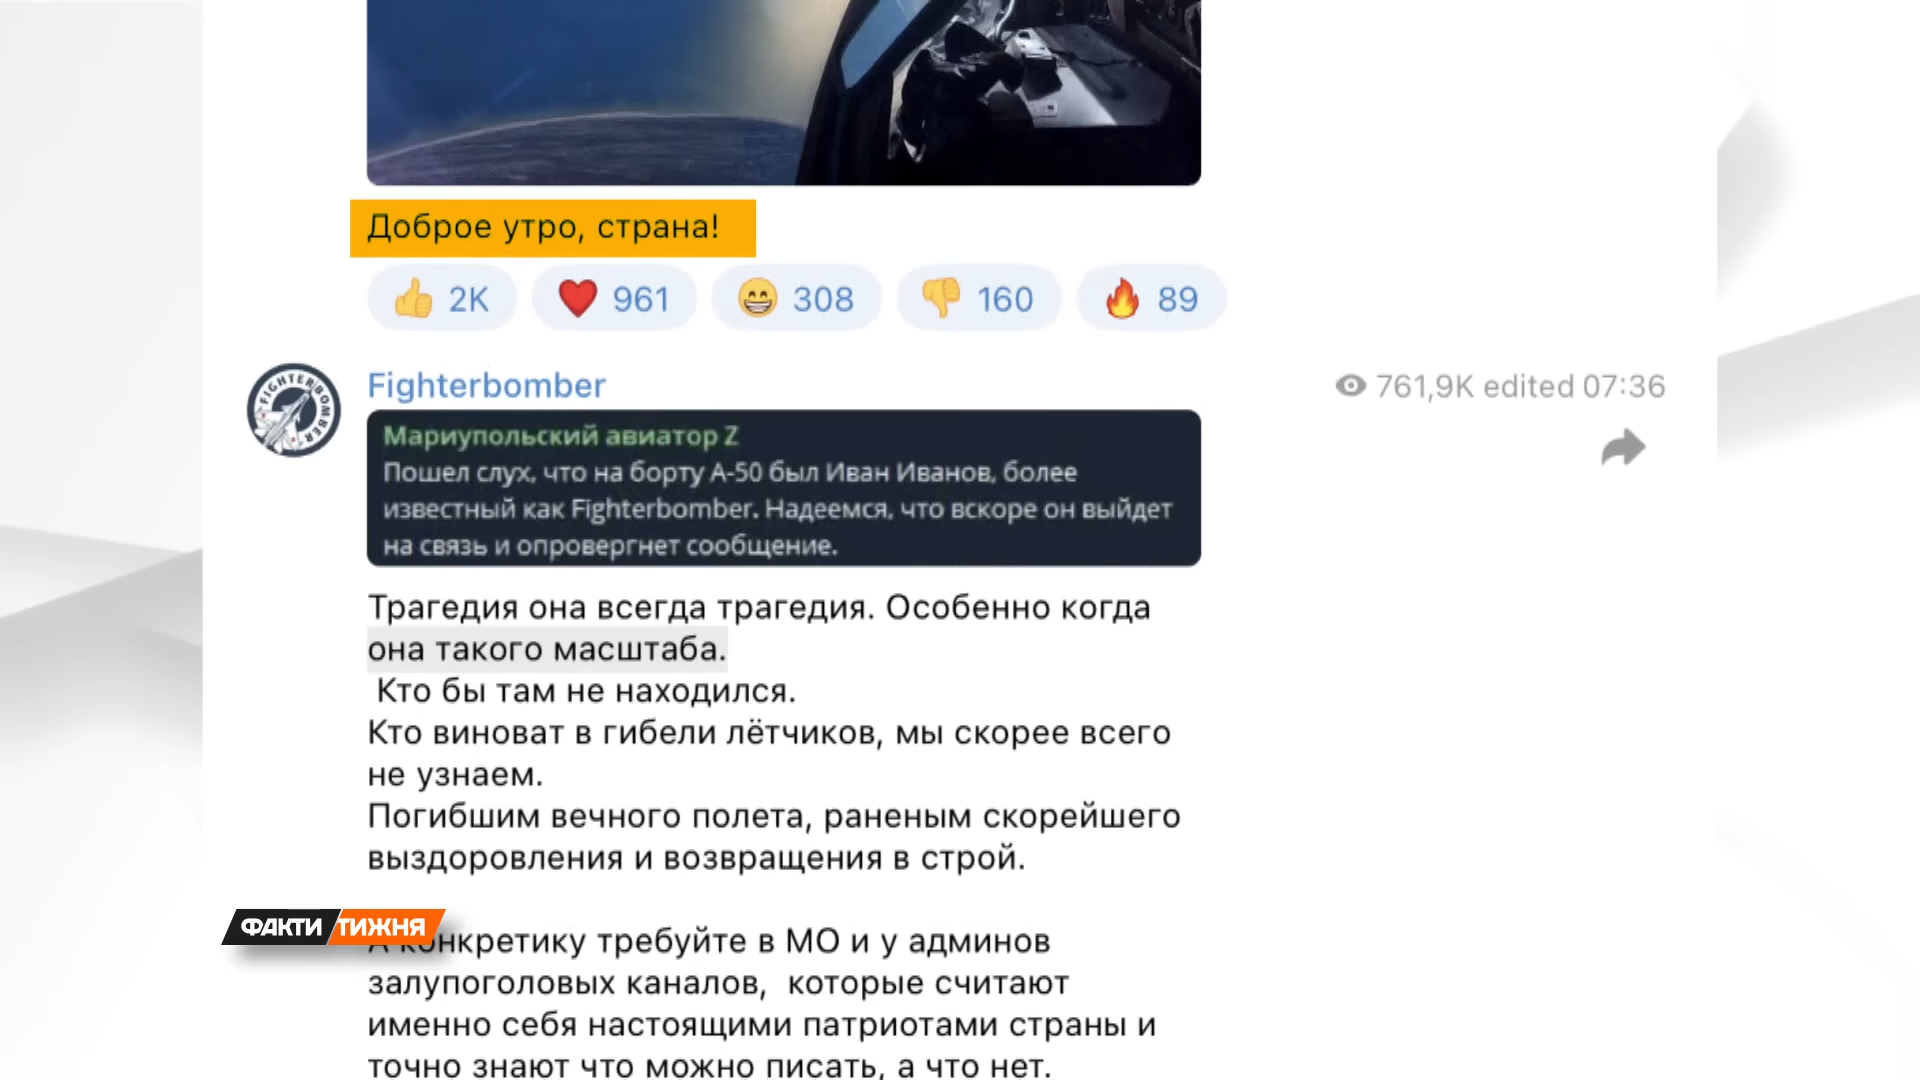 Доброе утро, страна!
2K 961 308 160 89
Fighterbomber
761,9K edited 07:36
FIGHTERBOMBER
Мариупольский авиатор Z
Пошел слух, что на борту А-50 был Иван Иванов, более
известный как Fighterbomber. Надеемся, что вскоре он выйдет
на связь и опровергнет сообщение.
Трагедия она всегда трагедия. Особенно когда
она такого масштаба.
Кто бы там не находился.
Кто виноват в гибели лётчиков, мы скорее всего
не узнаем.
Погибшим вечного полета, раненым скорейшего
выздоровления и возвращения в строй.
ФАКТИ ТИЖНЯ
А конкретику требуйте в МО и у админов
залупоголовых каналов, которые считают
именно себя настоящими патриотами страны и
точно знают что можно писать, а что нет.